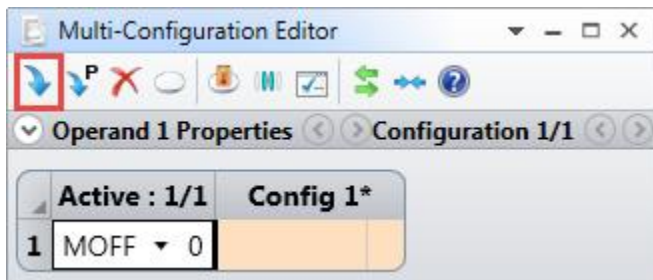 Multi-Configuration Editor
P
Operand 1 Properties Configuration 1/1
Active : 1/1 Config 1*
1 MOFF 0